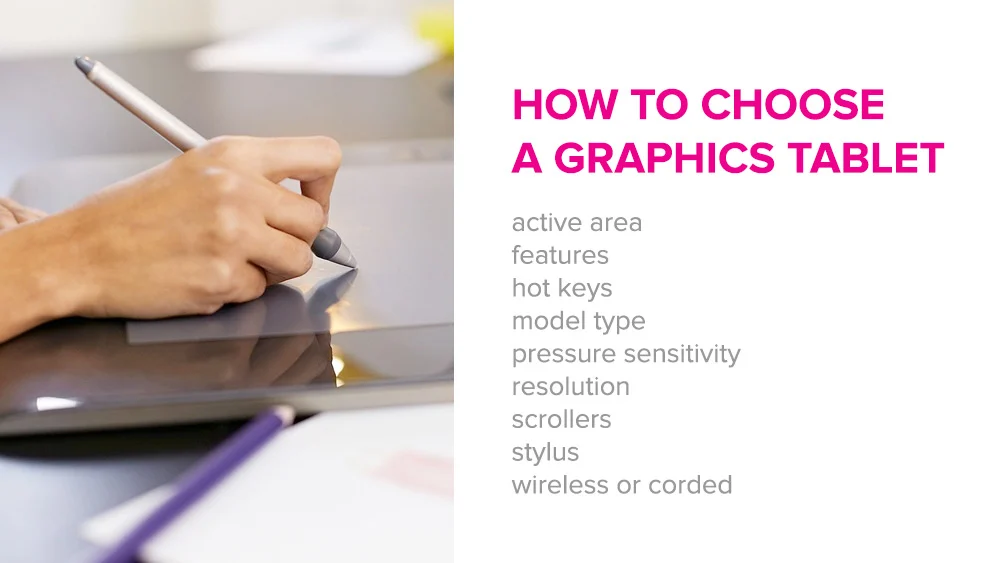 HOW TO CHOOSE
A GRAPHICS TABLET
active area
features
hot keys
model type
pressure sensitivity
resolution
scrollers
stylus
wireless or corded